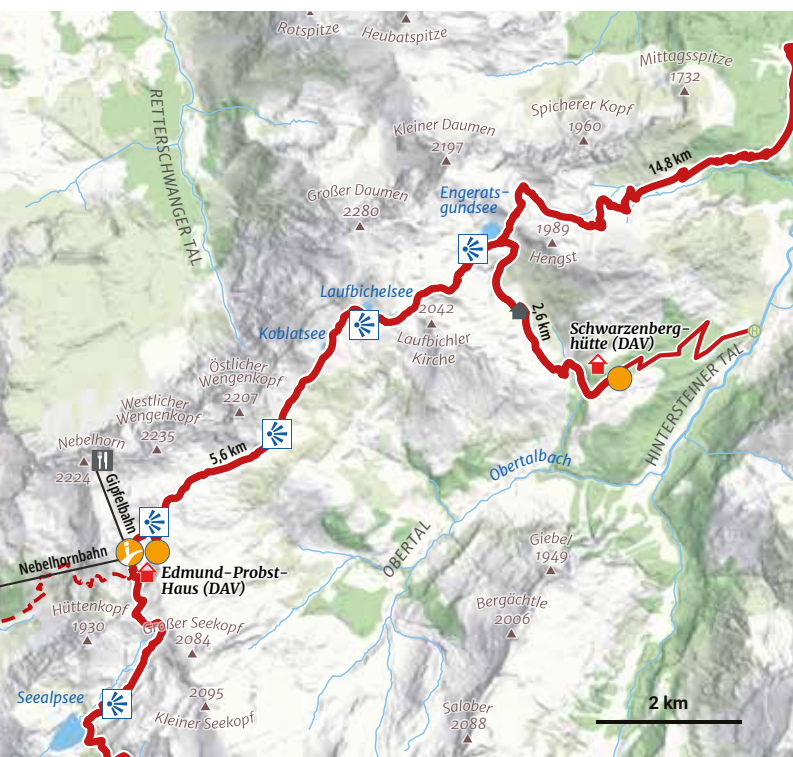 Rotspitze
Heubatspitze
Mittagsspitze
1732
RETTERSCHWANGER TAL
Spicherer Kopf
1960
Kleiner Daumen
2197
14,8 km
Großer Daumen
2280
Engerats-
gundsee
1989
Hengst
Laufbichelsee
Koblatsee
2042
Laufbichler
Kirche
2,6 km
Schwarzenberg-
hütte (DAV)
HINTERSTEINER TAL
Östlicher
Wengenkopf
2207
Westlicher
Wengenkopf
2235
Nebelhorn
2224
5,6 km
Gipfelbahn
Obertalbach
OBERTAL
Nebelhornbahn
Edmund-Probst-
Haus (DAV)
Giebel
1949
Hüttenkopf
1930
Großer Seekopf
2084
Bergächtle
2006
Seealpsee
2095
Kleiner Seekopf
Salober
2088
2 km